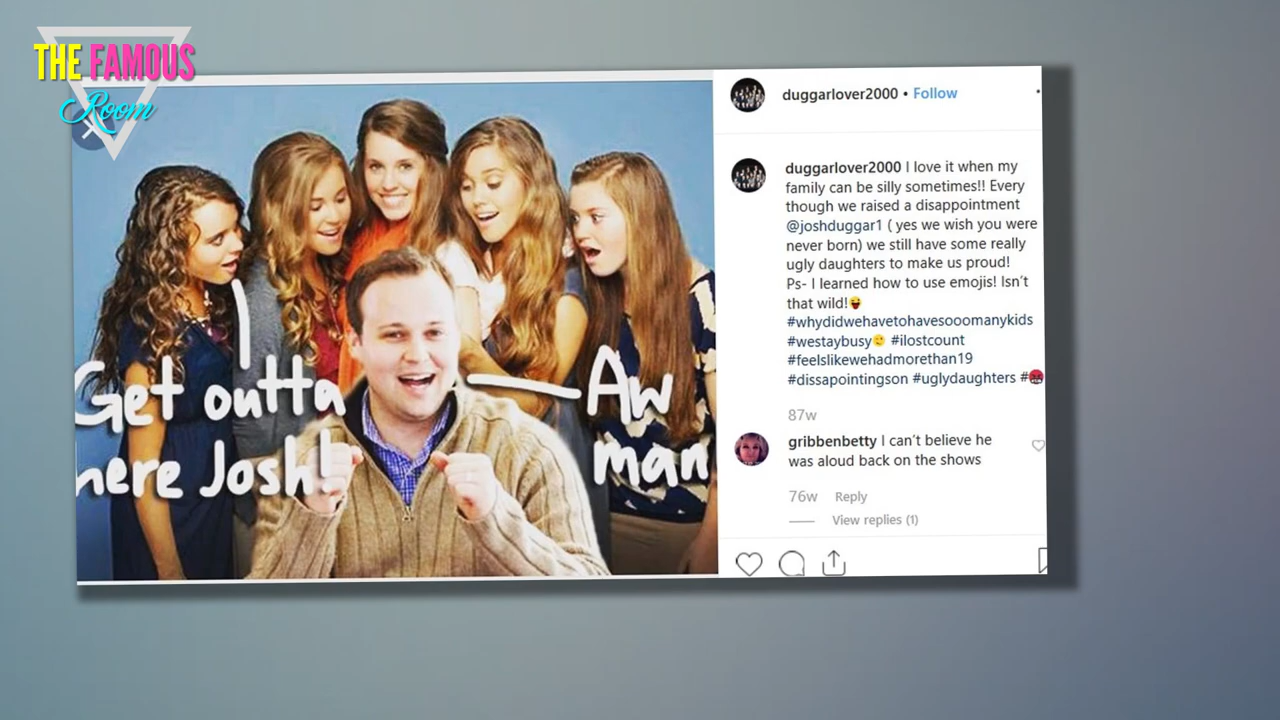 THE FAMOUS
Room
Get outta
here Josh!
Aw
man
duggarlover2000 • Follow
duggarlover2000 I love it when my
family can be silly sometimes!! Every
though we raised a disappointment
@joshduggar1 ( yes we wish you were
never born) we still have some really
ugly daughters to make us proud!
Ps- I learned how to use emojis! Isn't
that wild!😜
#whydidwehavetohavesooomanykids
#westaybusy😉 #ilostcount
#feelslikewehadmorethan19
#dissapointingson #uglydaughters #🤬
87w
gribbenbetty I can't believe he
was aloud back on the shows
76w Reply
View replies (1)